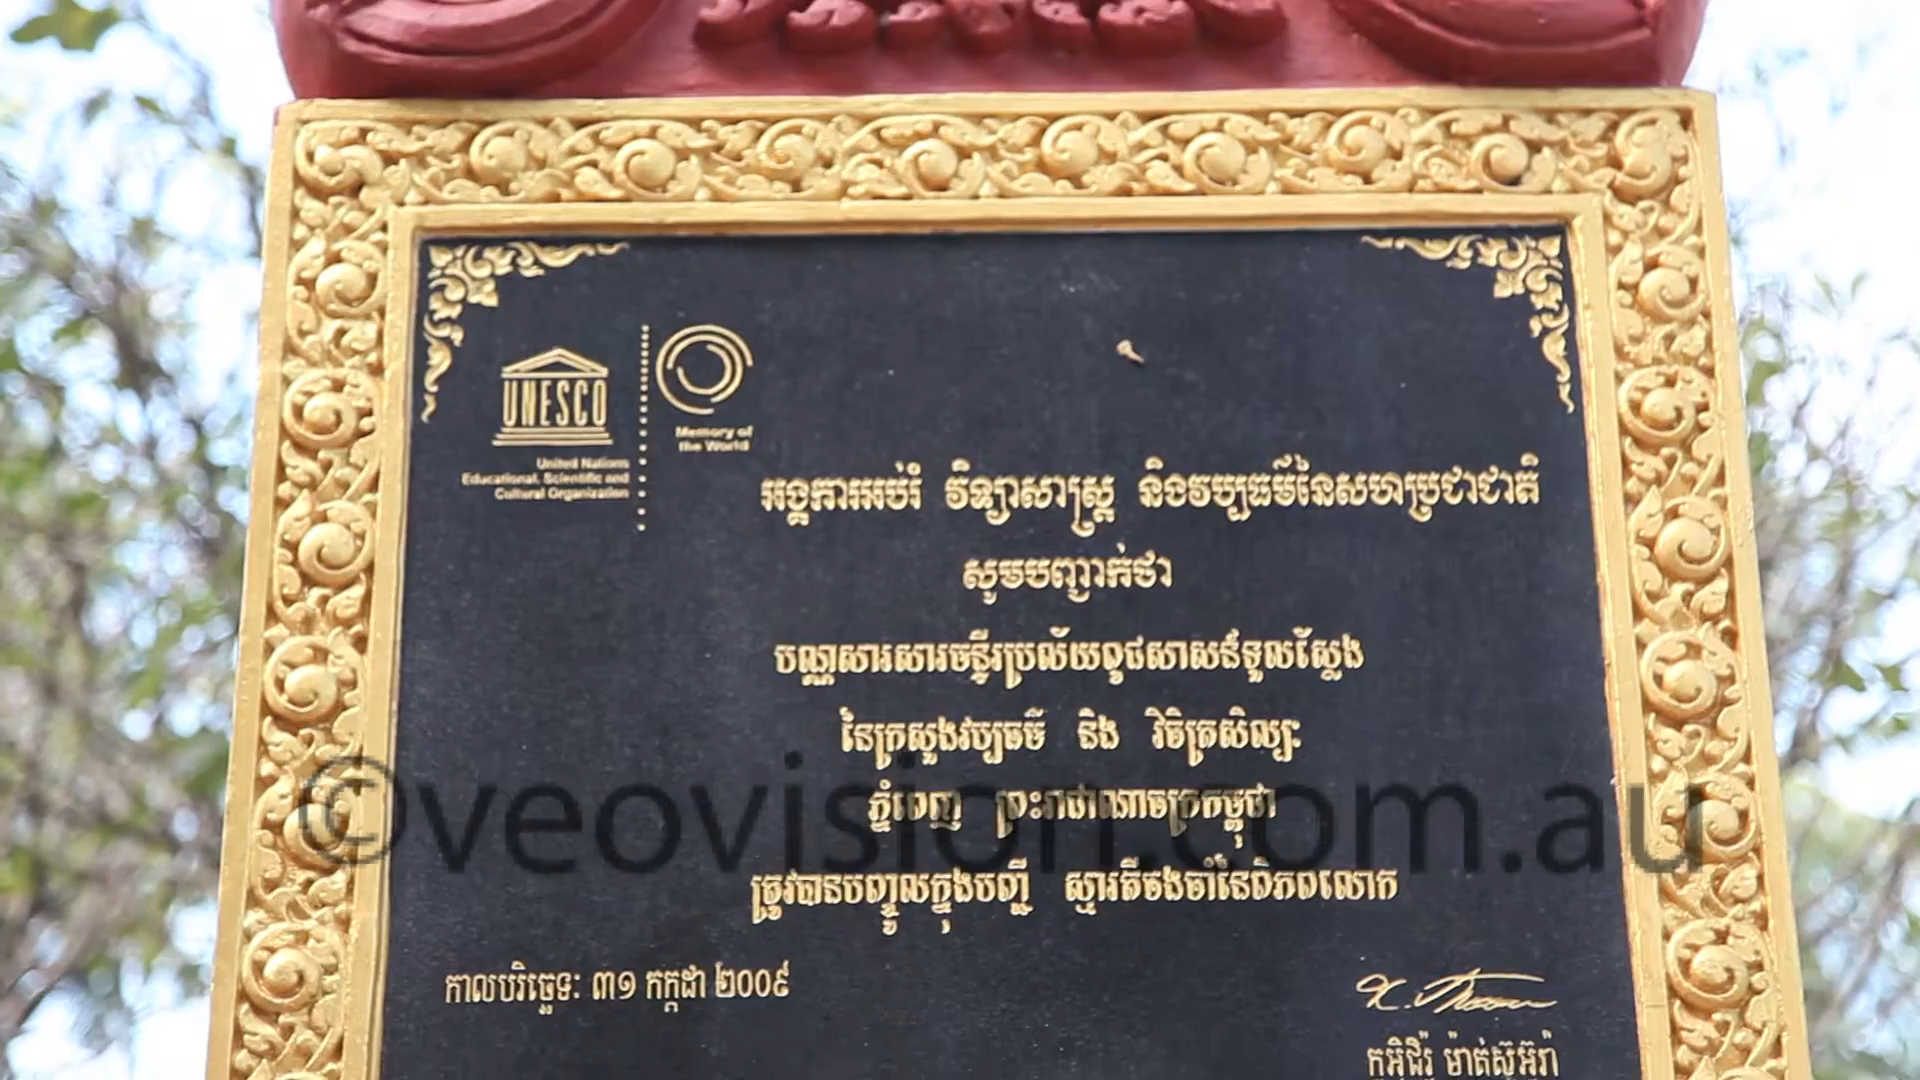 UNESCO
United Nations
Educational, Scientific and
Cultural Organization
Memory of
the World
អង្គការអប់រំ វិទ្យាសាស្ត្រ និងវប្បធម៌នៃសហប្រជាជាតិ
សូមបញ្ជាក់ថា
បណ្ណសារសារមន្ទីរប្រល័យពូជសាសន៍ទួលស្លែង
នៃក្រសួងវប្បធម៌ និង វិចិត្រសិល្បៈ
ភ្នំពេញ ព្រះរាជាណាចក្រកម្ពុជា
©veovision.com.au
ត្រូវបានបញ្ចូលក្នុងបញ្ជី ស្មារតីចងចាំនៃពិភពលោក
កាលបរិច្ឆេទៈ ៣១ កក្កដា ២០០៩
កូអ៊ិជិរ៉ូ ម៉ាត់ស៊ូអ៊ូរ៉ា